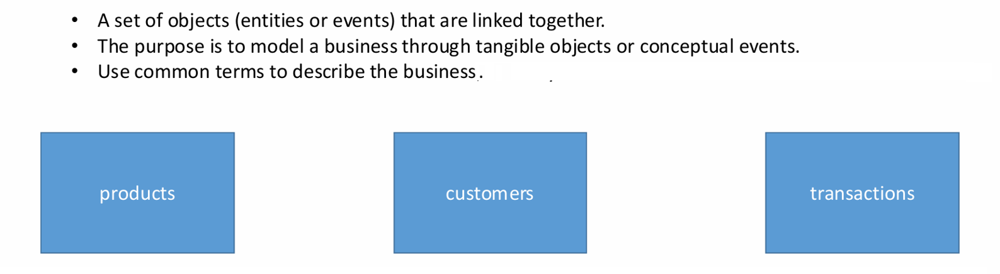 • A set of objects (entities or events) that are linked together.
• The purpose is to model a business through tangible objects or conceptual events.
• Use common terms to describe the business.
products
customers
transactions